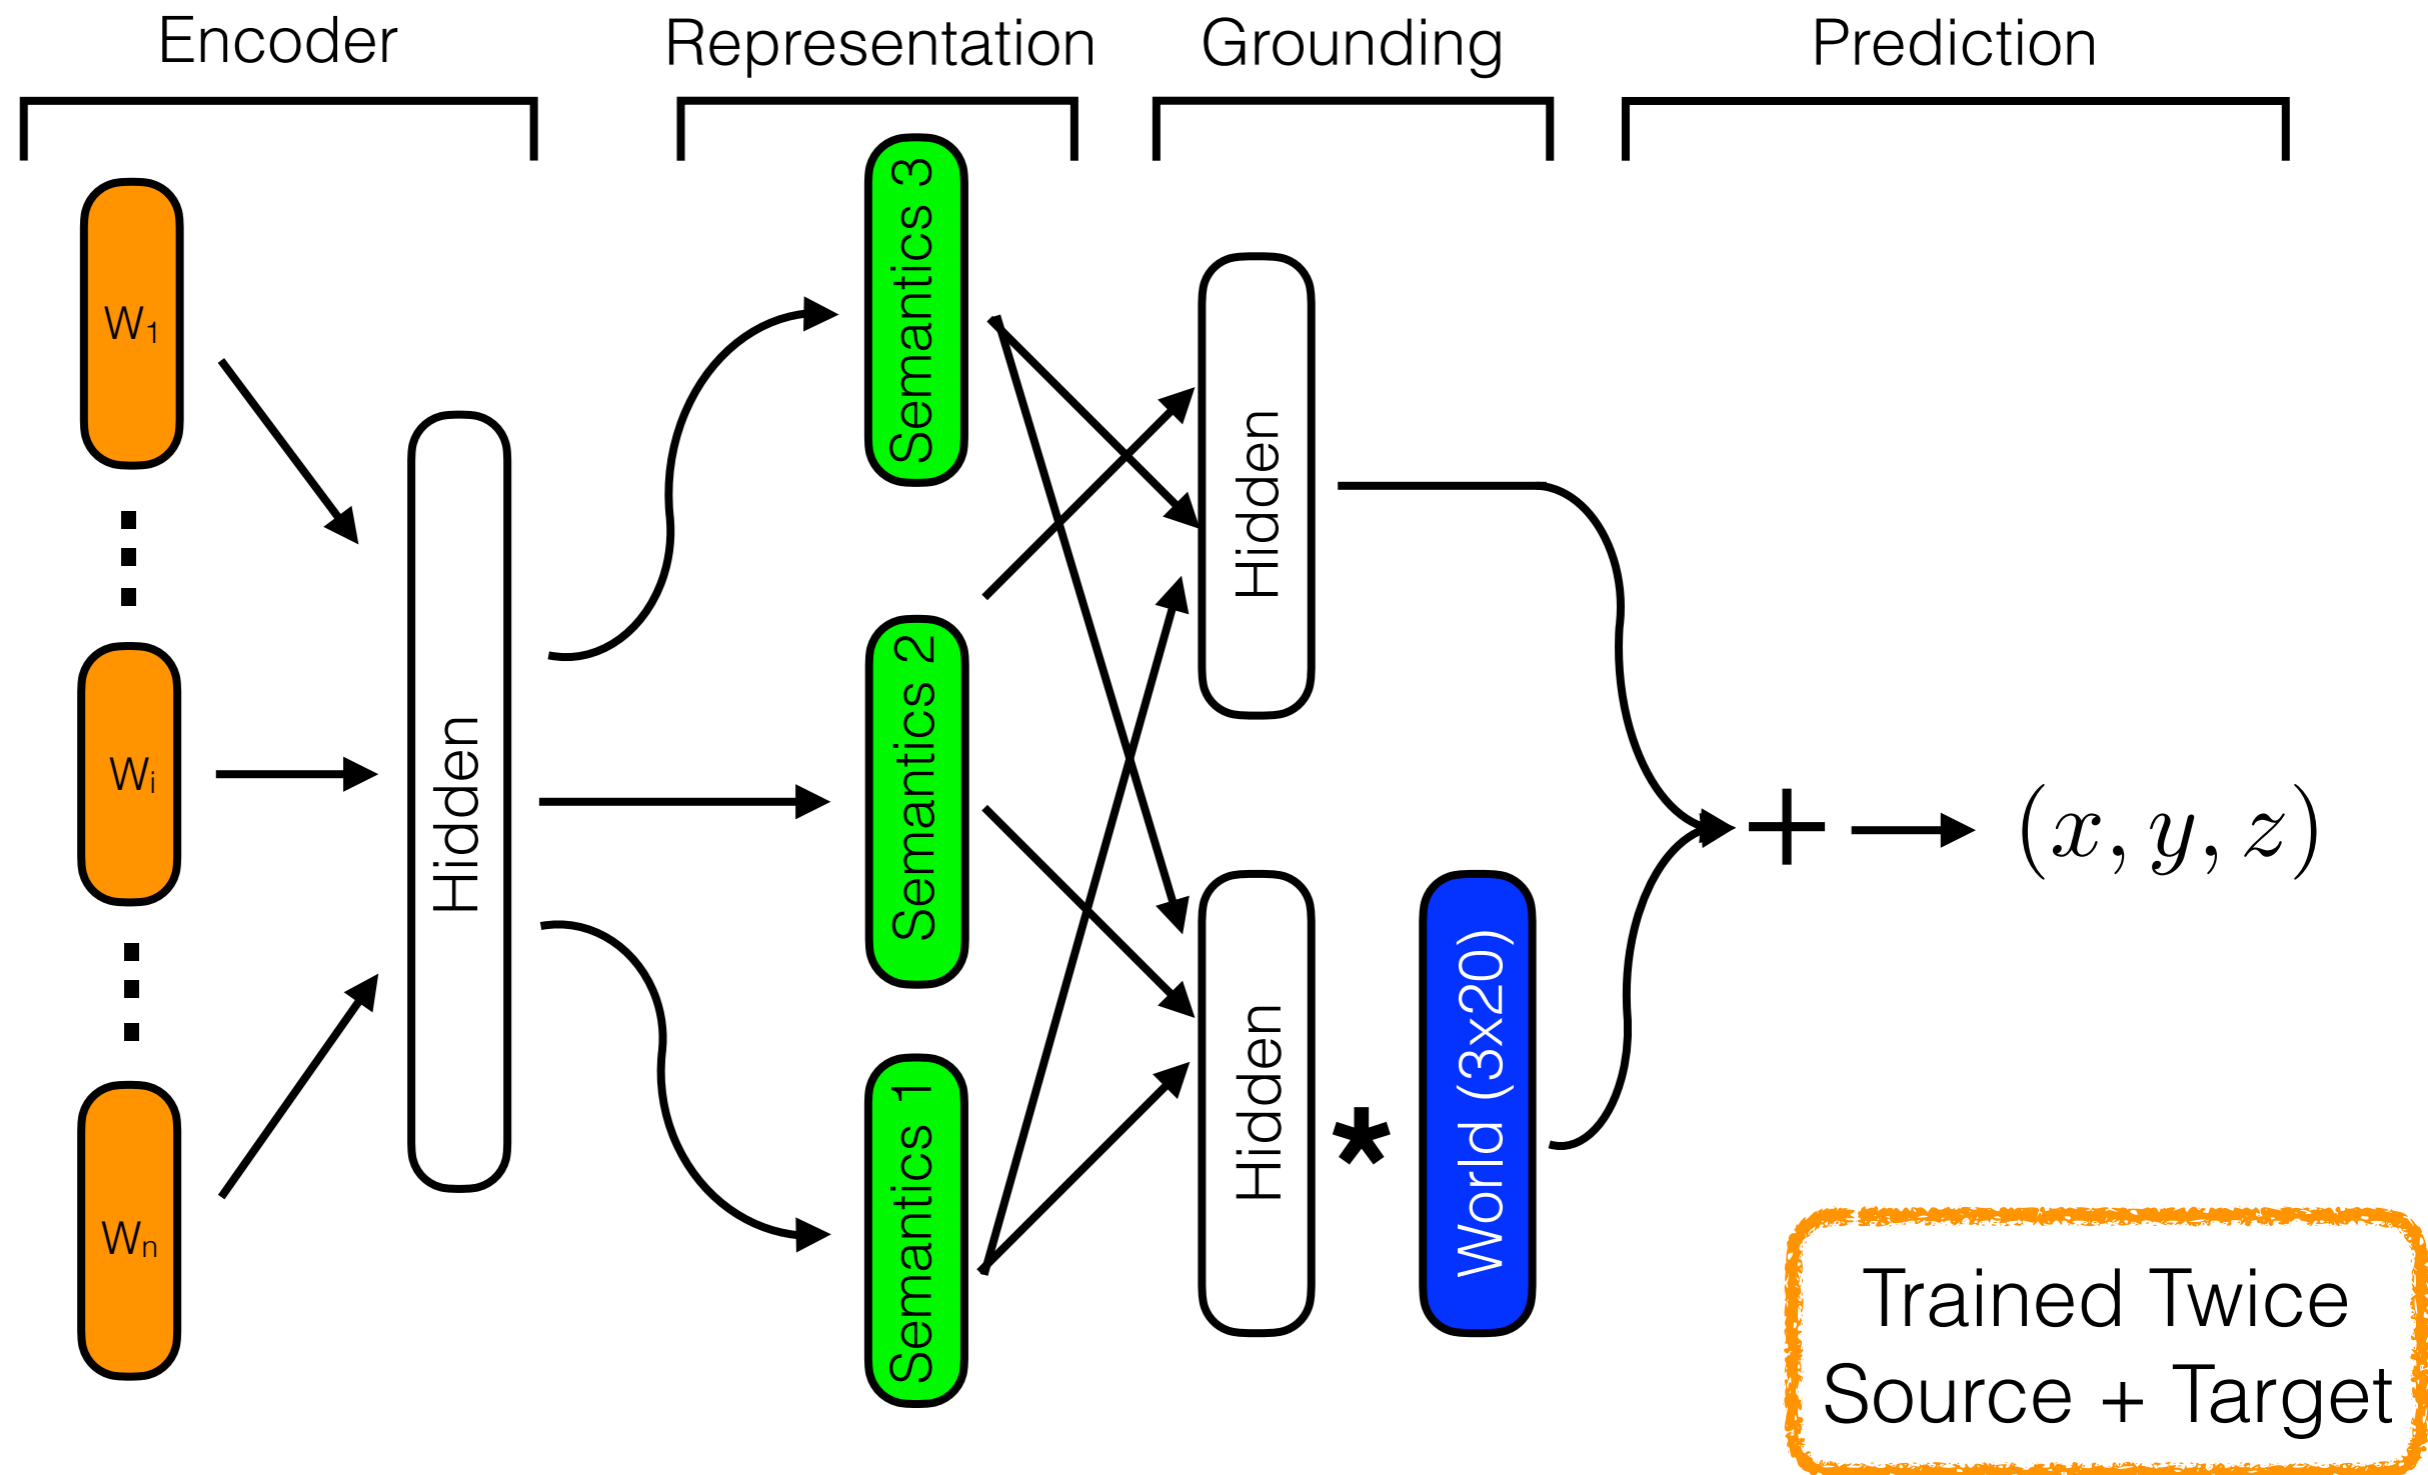 Encoder
Representation
Grounding
Prediction
W₁
Wᵢ
Wₙ
Hidden
Semantics 3
Semantics 2
Semantics 1
Hidden
Hidden
*
World (3x20)
+
(x, y, z)
Trained Twice
Source + Target